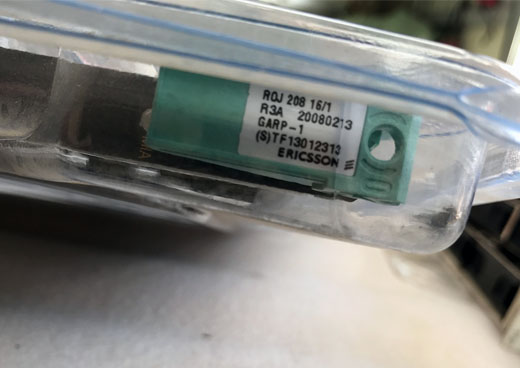 ROJ 208 16/1
R3A 20080213
GARP-1
(S)TF13012313
ERICSSON